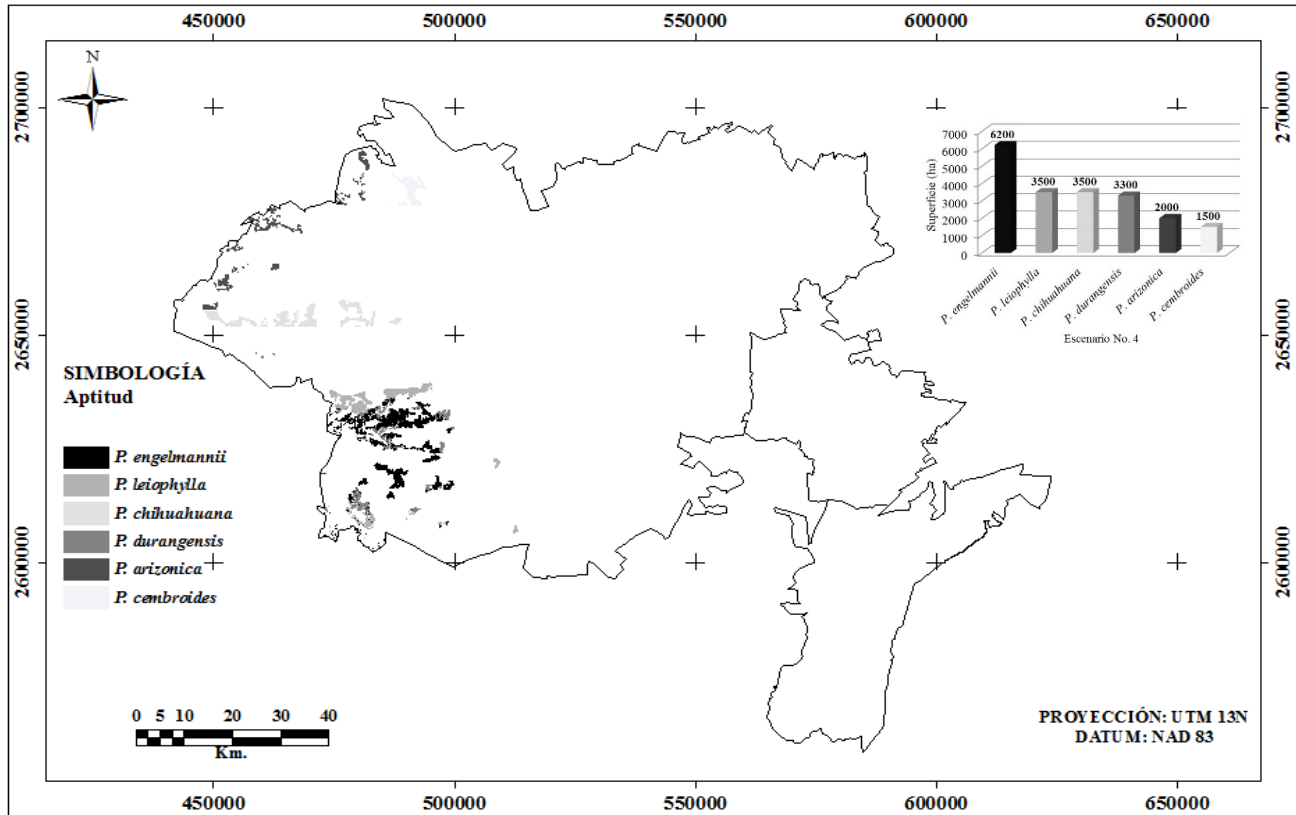 450000 500000 550000 600000 650000
N
2700000 2700000
7000
6000
5000
4000
3000
2000
1000
0
Superficie (ha)
6200
3500
3500
3300
2000
1500
P. engelmannii
P. leiophylla
P. chihuahuana
P. durangensis
P. arizonica
P. cembroides
Escenario No. 4
2650000 2650000
SIMBOLOGÍA
Aptitud
P. engelmannii
P. leiophylla
P. chihuahuana
P. durangensis
P. arizonica
P. cembroides
2600000 2600000
0 5 10 20 30 40
Km.
PROYECCIÓN: UTM 13N
DATUM: NAD 83
450000 500000 550000 600000 650000